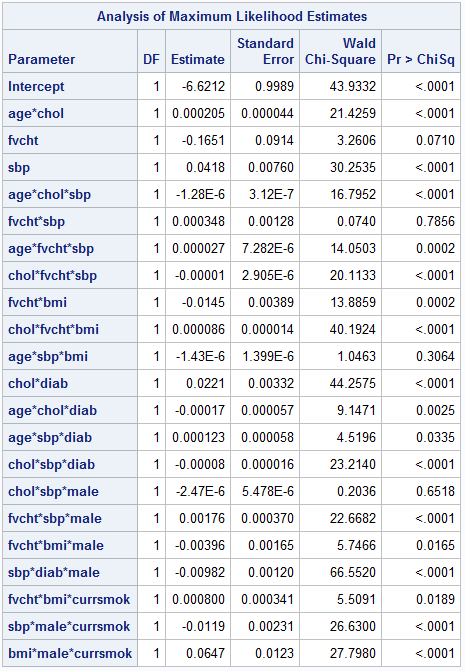 Analysis of Maximum Likelihood Estimates
Parameter DF Estimate Standard Error Wald Chi-Square Pr > ChiSq
Intercept 1 -6.6212 0.9989 43.9332 <.0001
age*chol 1 0.000205 0.000044 21.4259 <.0001
fvcht 1 -0.1651 0.0914 3.2606 0.0710
sbp 1 0.0418 0.00760 30.2535 <.0001
age*chol*sbp 1 -1.28E-6 3.12E-7 16.7952 <.0001
fvcht*sbp 1 0.000348 0.00128 0.0740 0.7856
age*fvcht*sbp 1 0.000027 7.282E-6 14.0503 0.0002
chol*fvcht*sbp 1 -0.00001 2.905E-6 20.1133 <.0001
fvcht*bmi 1 -0.0145 0.00389 13.8859 0.0002
chol*fvcht*bmi 1 0.000086 0.000014 40.1924 <.0001
age*sbp*bmi 1 -1.43E-6 1.399E-6 1.0463 0.3064
chol*diab 1 0.0221 0.00332 44.2575 <.0001
age*chol*diab 1 -0.00017 0.000057 9.1471 0.0025
age*sbp*diab 1 0.000123 0.000058 4.5196 0.0335
chol*sbp*diab 1 -0.00008 0.000016 23.2140 <.0001
chol*sbp*male 1 -2.47E-6 5.478E-6 0.2036 0.6518
fvcht*sbp*male 1 0.00176 0.000370 22.6682 <.0001
fvcht*bmi*male 1 -0.00396 0.00165 5.7466 0.0165
sbp*diab*male 1 -0.00982 0.00120 66.5520 <.0001
fvcht*bmi*currsmok 1 0.000800 0.000341 5.5091 0.0189
sbp*male*currsmok 1 -0.0119 0.00231 26.6300 <.0001
bmi*male*currsmok 1 0.0647 0.0123 27.7980 <.0001